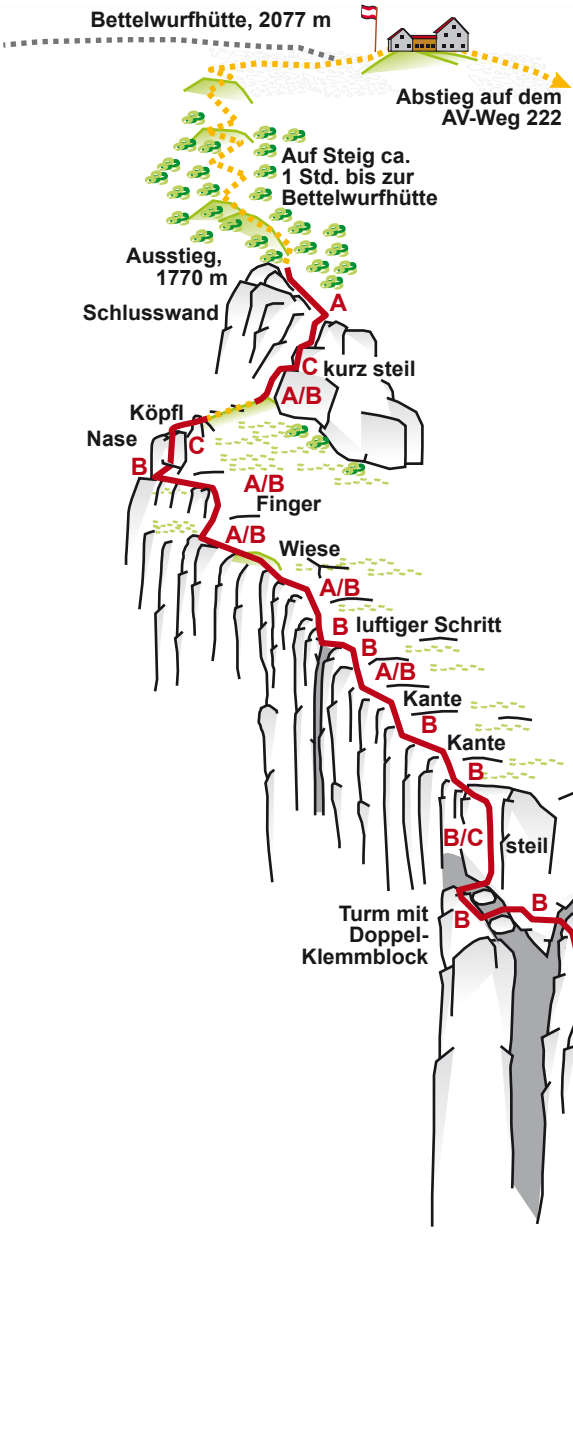 Bettelwurfhütte, 2077 m
Abstieg auf dem
AV-Weg 222
Auf Steig ca.
1 Std. bis zur
Bettelwurfhütte
Ausstieg,
1770 m
A
Schlusswand
C kurz steil
A/B
Köpfl
Nase
C
B
A/B
Finger
A/B
Wiese
A/B
B luftiger Schritt
B
A/B
Kante
B
Kante
B
B/C
steil
B
B
Turm mit
Doppel-
Klemmblock